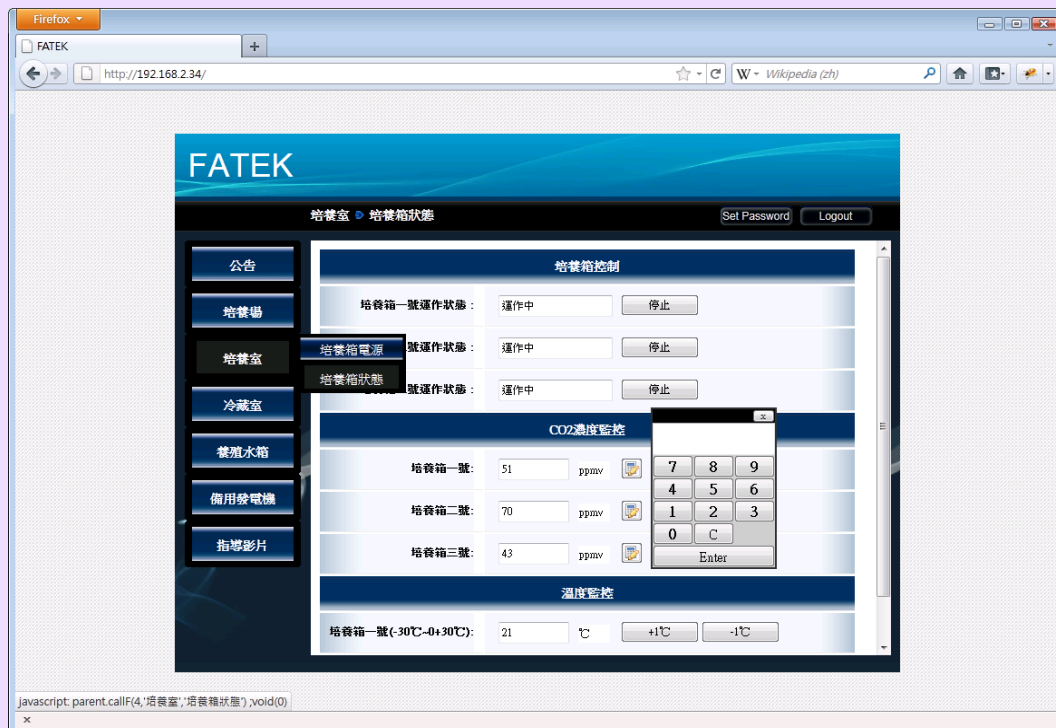 Firefox
FATEK
http://192.168.2.34/
Wikipedia (zh)
FATEK
培養室 培養箱狀態
Set Password Logout
公告
培養場
培養室
冷藏室
養殖水箱
備用發電機
指導影片
培養箱電源
培養箱狀態
培養箱控制
培養箱一號運作狀態 : 運作中 停止
號運作狀態 : 運作中 停止
號運作狀態 : 運作中 停止
CO2濃度監控
培養箱一號: 51 ppmv
培養箱二號: 70 ppmv
培養箱三號: 43 ppmv
x
7 8 9
4 5 6
1 2 3
0 C
Enter
溫度監控
培養箱一號(-30℃~0+30℃): 21 ℃ +1℃ -1℃
javascript: parent.callF(4,'培養室','培養箱狀態') ;void(0)